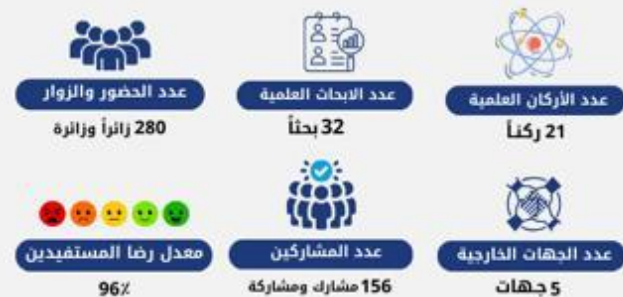 عدد الأركان العلمية
21 ركناً
عدد الابحاث العلمية
32 بحثاً
عدد الحضور والزوار
280 زائراً وزائرة
عدد الجهات الخارجية
5 جهات
عدد المشاركين
156 مشارك ومشاركة
معدل رضا المستفيدين
96%